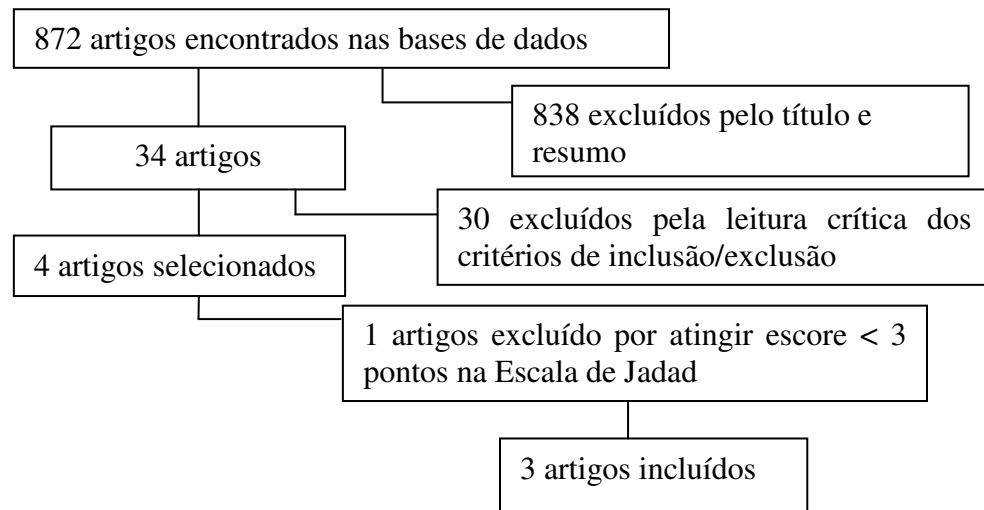 872 artigos encontrados nas bases de dados
838 excluídos pelo título e
resumo
34 artigos
30 excluídos pela leitura crítica dos
critérios de inclusão/exclusão
4 artigos selecionados
1 artigos excluído por atingir escore < 3
pontos na Escala de Jadad
3 artigos incluídos